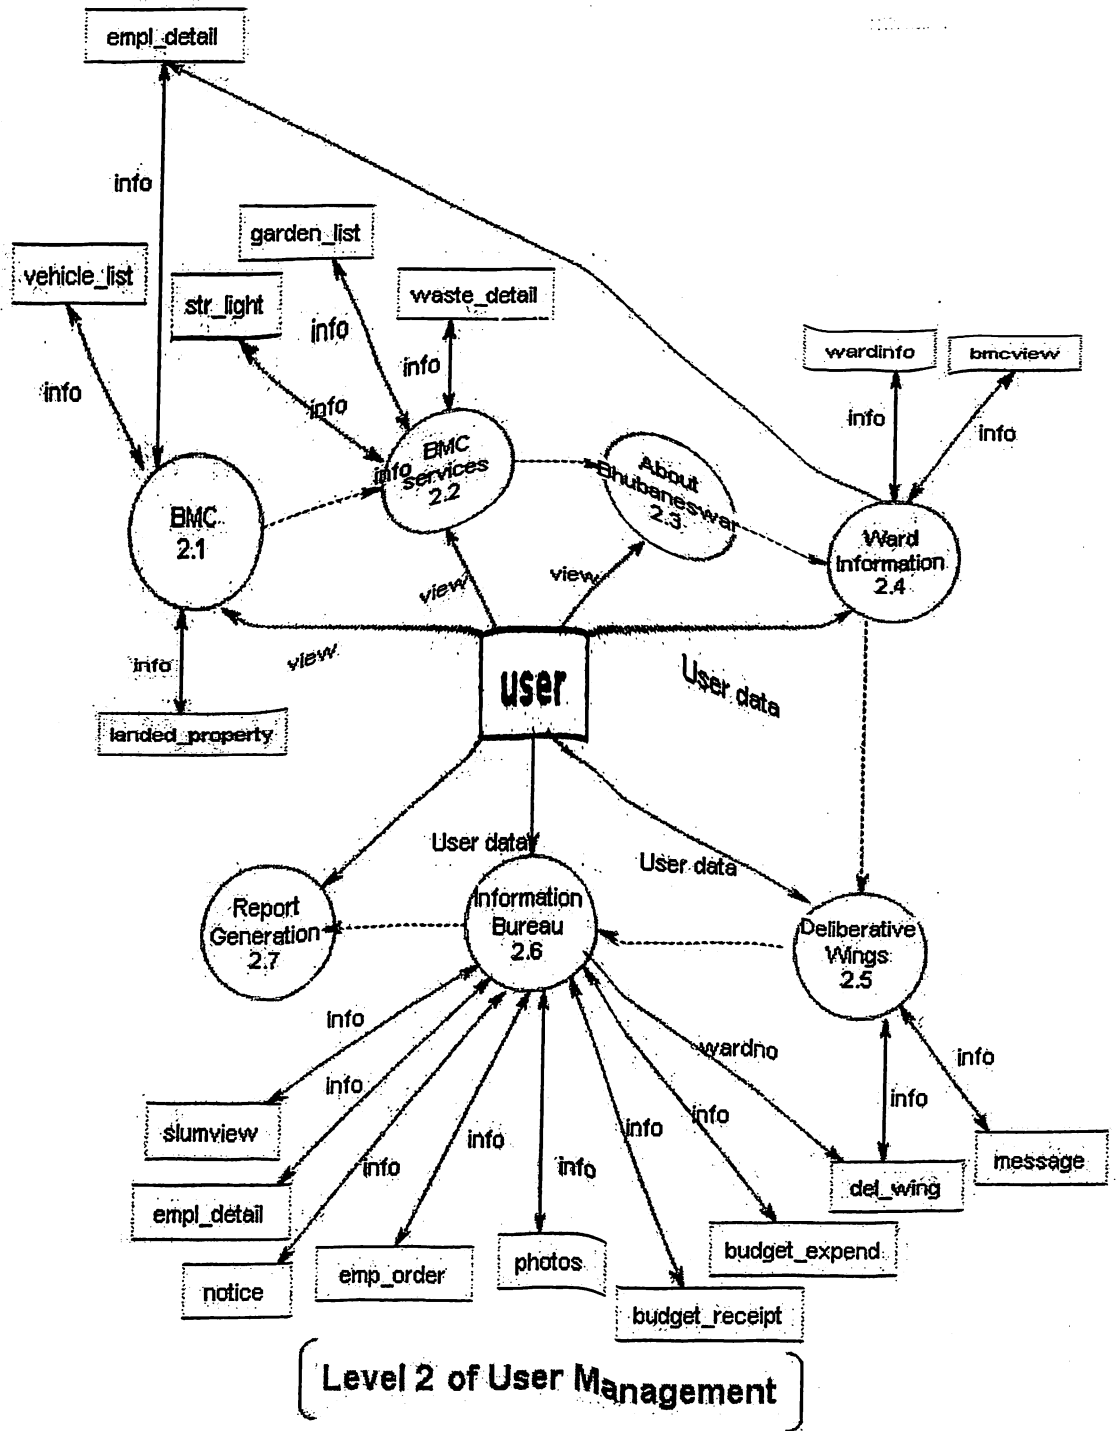 empl_detail
info
garden_list
vehicle_list
str_light
waste_detail
info
info
info
info
wardinfo
bmcview
info
info
BMC
2.1
info
BMC
services
2.2
About
Bhubaneswar
2.3
Ward
Information
2.4
view
view
info
view
user
User data
landed_property
User data
User data
Report
Generation
2.7
Information
Bureau
2.6
Deliberative
Wings
2.5
info
info
info
info
info
info
info
wardno
info
info
slumview
empl_detail
notice
emp_order
photos
budget_receipt
budget_expend
del_wing
message
Level 2 of User Management